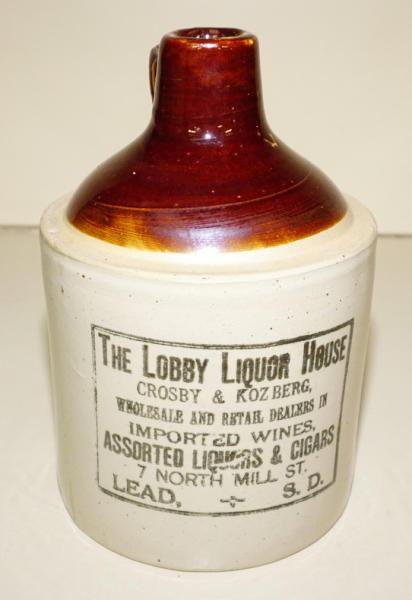 THE LOBBY LIQUOR HOUSE
CROSBY & KOZBERG,
WHOLESALE AND RETAIL DEALERS IN
IMPORTED WINES,
ASSORTED LIQUORS & CIGARS
7 NORTH MILL ST.
LEAD, ÷ S. D.